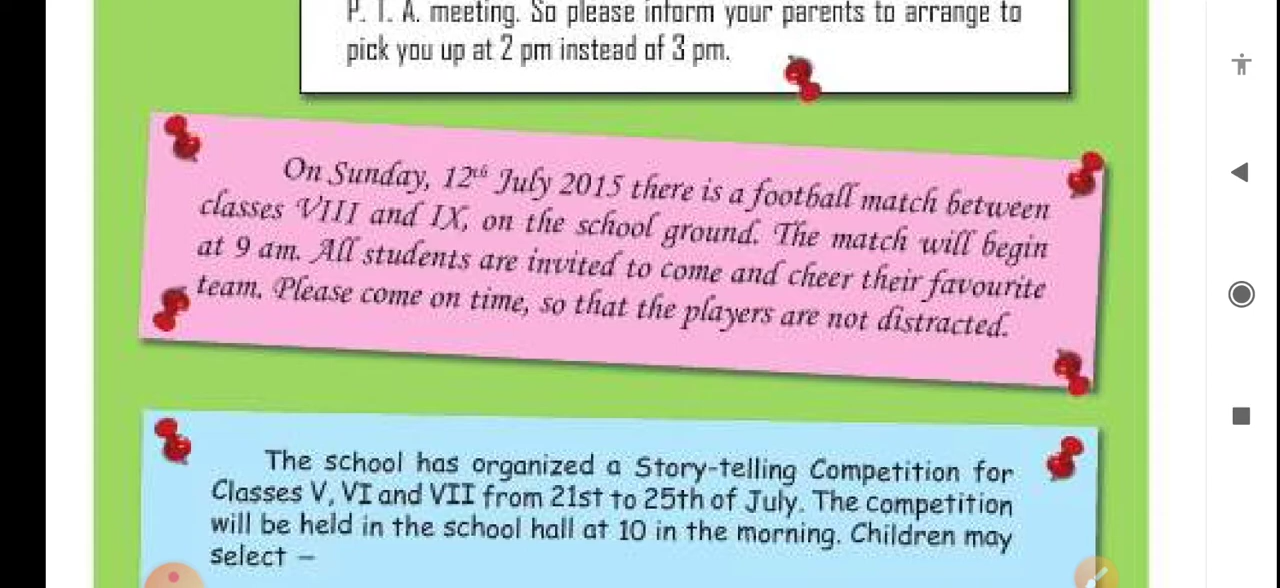 P. T. A. meeting. So please inform your parents to arrange to
pick you up at 2 pm instead of 3 pm.
On Sunday, 12th July 2015 there is a football match between
classes VIII and IX, on the school ground. The match will begin
at 9 am. All students are invited to come and cheer their favourite
team. Please come on time, so that the players are not distracted.
The school has organized a Story-telling Competition for
Classes V, VI and VII from 21st to 25th of July. The competition
will be held in the school hall at 10 in the morning. Children may
select –